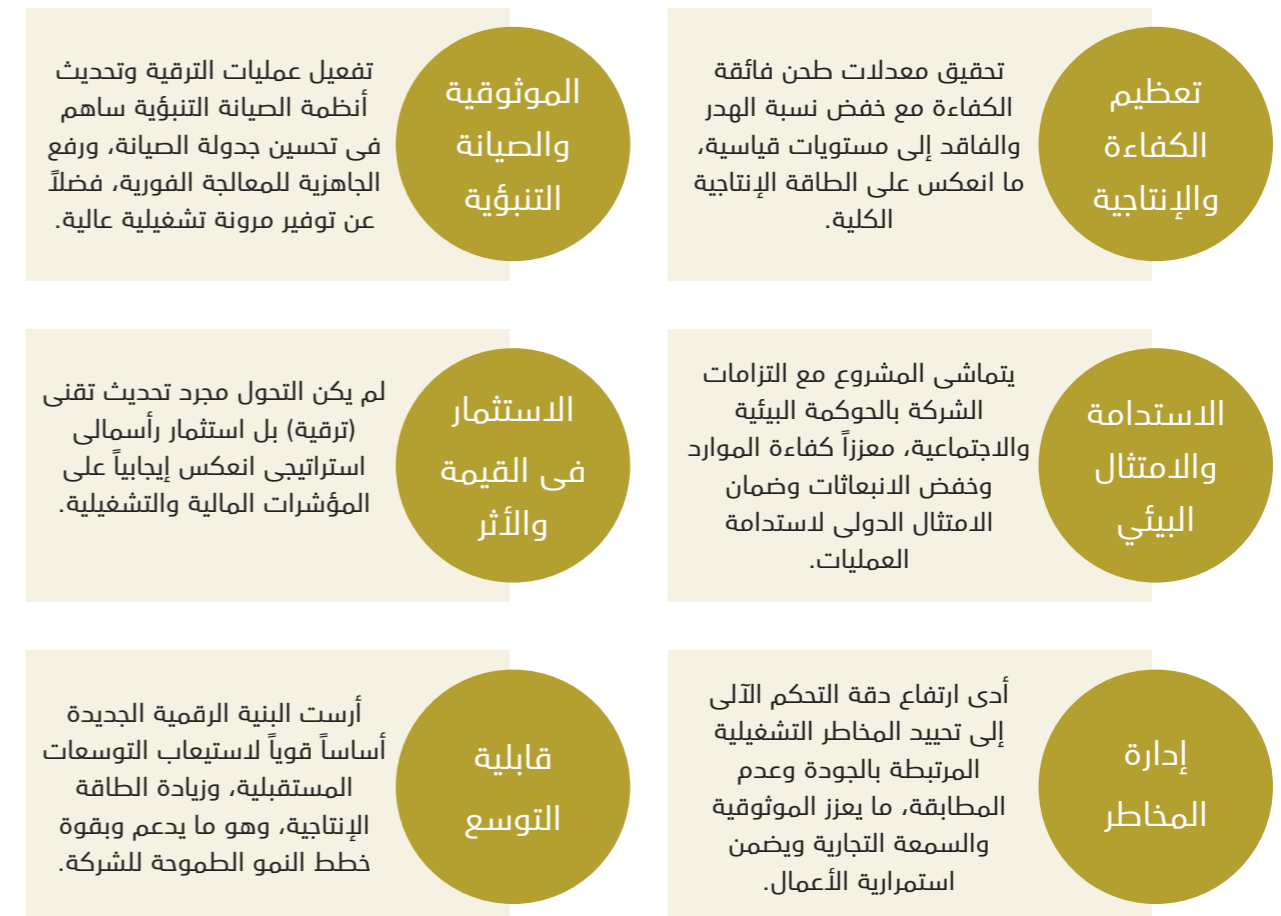 تعظيم
الكفاءة
والإنتاجية
تحقيق معدلات طحن فائقة
الكفاءة مع خفض نسبة الهدر
والفاقد إلى مستويات قياسية،
ما انعكس على الطاقة الإنتاجية
الكلية.
الموثوقية
والصيانة
التنبؤية
تفعيل عمليات الترقية وتحديث
أنظمة الصيانة التنبؤية ساهم
فى تحسين جدولة الصيانة، ورفع
الجاهزية للمعالجة الفورية، فضلاً
عن توفير مرونة تشغيلية عالية.
الاستدامة
والامتثال
البيئي
يتماشى المشروع مع التزامات
الشركة بالحوكمة البيئية
والاجتماعية، معززاً كفاءة الموارد
وخفض الانبعاثات وضمان
الامتثال الدولى لاستدامة
العمليات.
الاستثمار
فى القيمة
والأثر
لم يكن التحول مجرد تحديث تقنى
(ترقية) بل استثمار رأسمالى
استراتيجى انعكس إيجابياً على
المؤشرات المالية والتشغيلية.
إدارة
المخاطر
أدى ارتفاع دقة التحكم الآلى
إلى تحييد المخاطر التشغيلية
المرتبطة بالجودة وعدم
المطابقة، ما يعزز الموثوقية
والسمعة التجارية ويضمن
استمرارية الأعمال.
قابلية
التوسع
أرست البنية الرقمية الجديدة
أساساً قوياً لاستيعاب التوسعات
المستقبلية، وزيادة الطاقة
الإنتاجية، وهو ما يدعم وبقوة
خطط النمو الطموحة للشركة.